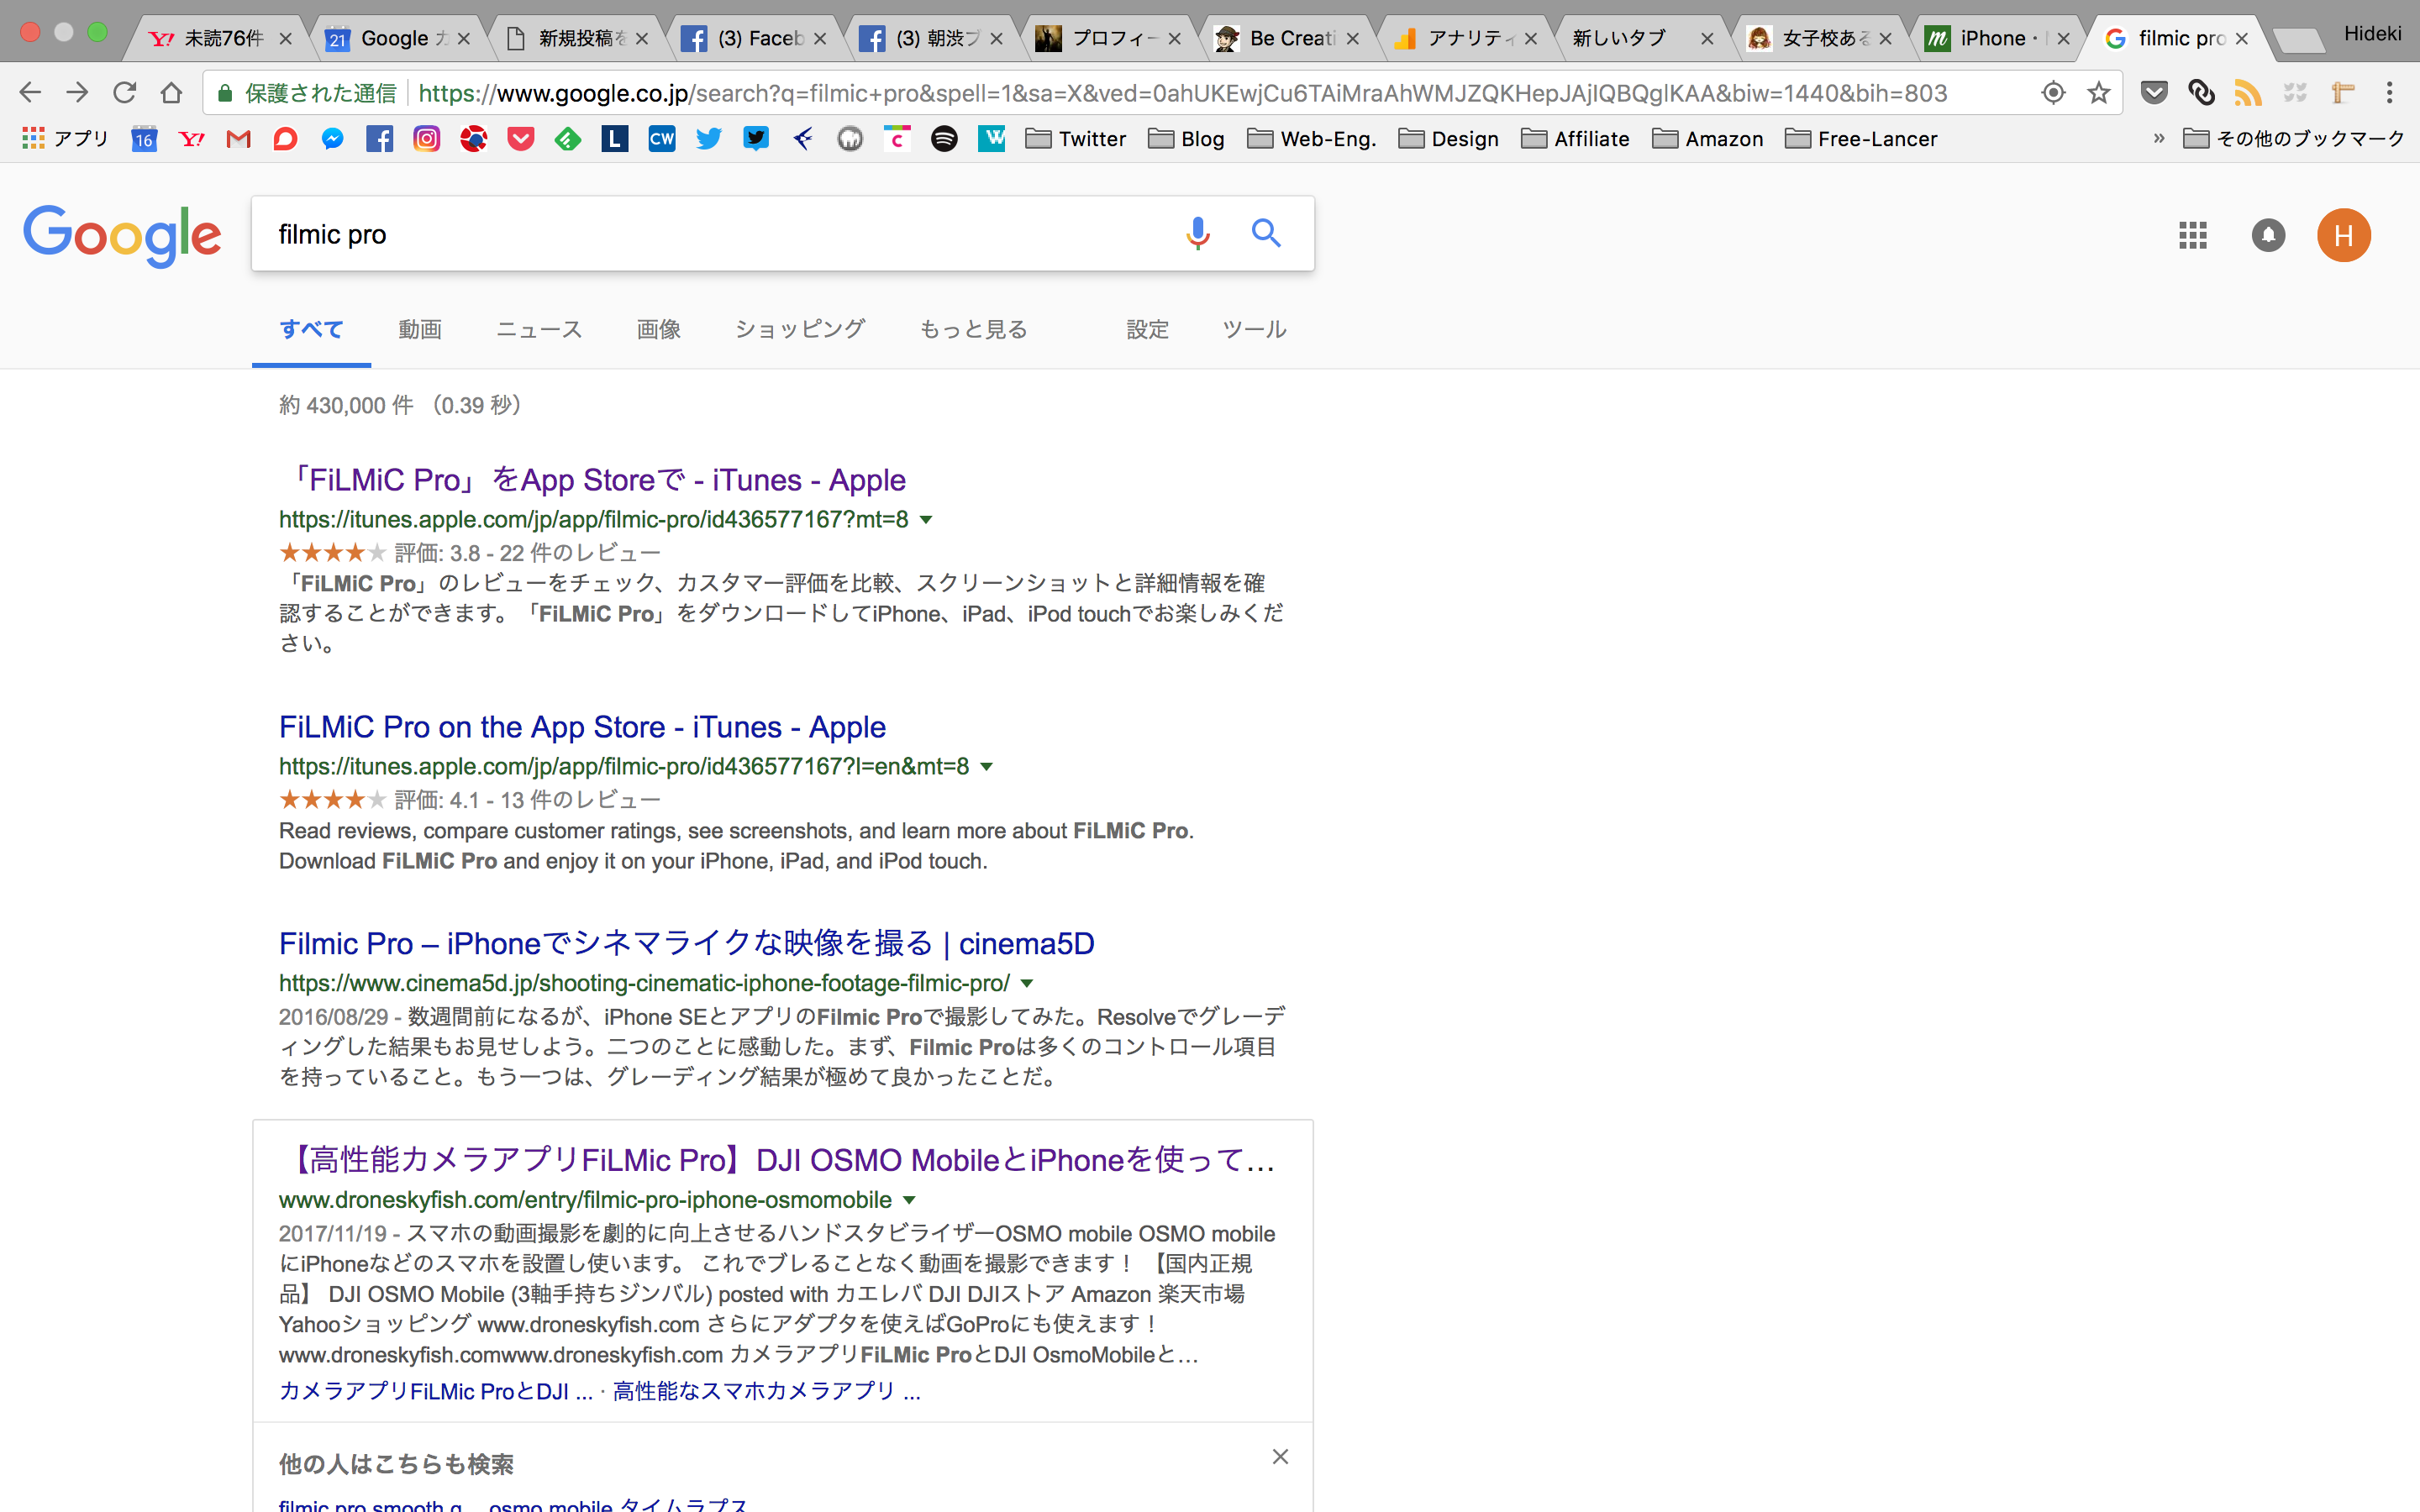 未読76件
Google カ
新規投稿を
(3) Faceb
(3) 朝渋ブ
プロフィー
Be Creati
アナリティ
新しいタブ
女子校ある
iPhone・
filmic pro
Hideki
保護された通信
https://www.google.co.jp/search?q=filmic+pro&spell=1&sa=X&ved=0ahUKEwjCu6TAiMraAhWMJZQKHepJAjIQBQgIKAA&biw=1440&bih=803
アプリ
Twitter
Blog
Web-Eng.
Design
Affiliate
Amazon
Free-Lancer
» その他のブックマーク
Google
filmic pro
H
すべて 動画 ニュース 画像 ショッピング もっと見る 設定 ツール
約 430,000 件 （0.39 秒）
「FiLMiC Pro」をApp Storeで - iTunes - Apple
https://itunes.apple.com/jp/app/filmic-pro/id436577167?mt=8
評価: 3.8 - 22 件のレビュー
「FiLMiC Pro」のレビューをチェック、カスタマー評価を比較、スクリーンショットと詳細情報を確
認することができます。「FiLMiC Pro」をダウンロードしてiPhone、iPad、iPod touchでお楽しみくだ
さい。
FiLMiC Pro on the App Store - iTunes - Apple
https://itunes.apple.com/jp/app/filmic-pro/id436577167?l=en&mt=8
評価: 4.1 - 13 件のレビュー
Read reviews, compare customer ratings, see screenshots, and learn more about FiLMiC Pro.
Download FiLMiC Pro and enjoy it on your iPhone, iPad, and iPod touch.
Filmic Pro – iPhoneでシネマライクな映像を撮る | cinema5D
https://www.cinema5d.jp/shooting-cinematic-iphone-footage-filmic-pro/
2016/08/29 - 数週間前になるが、iPhone SEとアプリのFilmic Proで撮影してみた。Resolveでグレーデ
ィングした結果もお見せしよう。二つのことに感動した。まず、Filmic Proは多くのコントロール項目
を持っていること。もう一つは、グレーディング結果が極めて良かったことだ。
【高性能カメラアプリFiLMic Pro】DJI OSMO MobileとiPhoneを使って...
www.droneskyfish.com/entry/filmic-pro-iphone-osmomobile
2017/11/19 - スマホの動画撮影を劇的に向上させるハンドスタビライザーOSMO mobile OSMO mobile
にiPhoneなどのスマホを設置し使います。 これでブレることなく動画を撮影できます！ 【国内正規
品】 DJI OSMO Mobile (3軸手持ちジンバル) posted with カエレバ DJI DJIストア Amazon 楽天市場
Yahooショッピング www.droneskyfish.com さらにアダプタを使えばGoProにも使えます！
www.droneskyfish.comwww.droneskyfish.com カメラアプリFiLMic ProとDJI OsmoMobileと...
カメラアプリFiLMic ProとDJI ... · 高性能なスマホカメラアプリ ...
他の人はこちらも検索
filmic pro smooth q osmo mobile タイムラプス